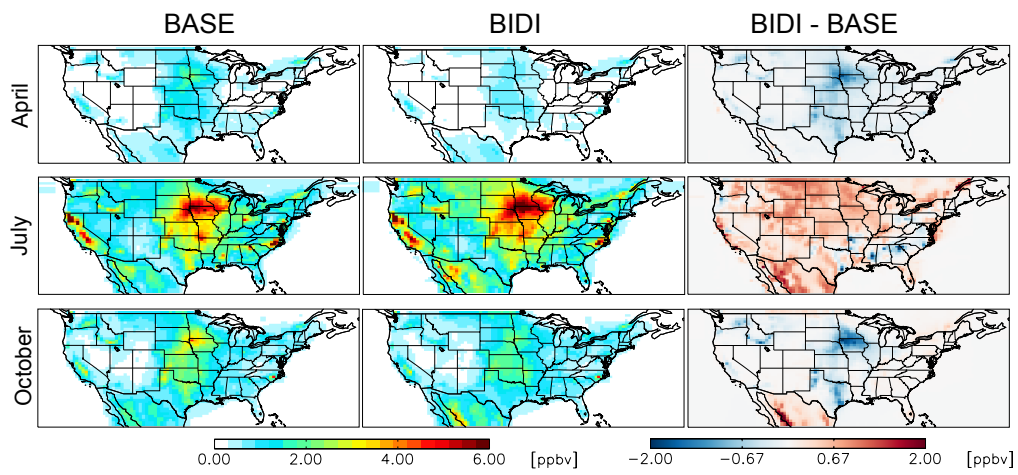 BASE BIDI BIDI - BASE
April
July
October
0.00 2.00 4.00 6.00 [ppbv] -2.00 -0.67 0.67 2.00 [ppbv]